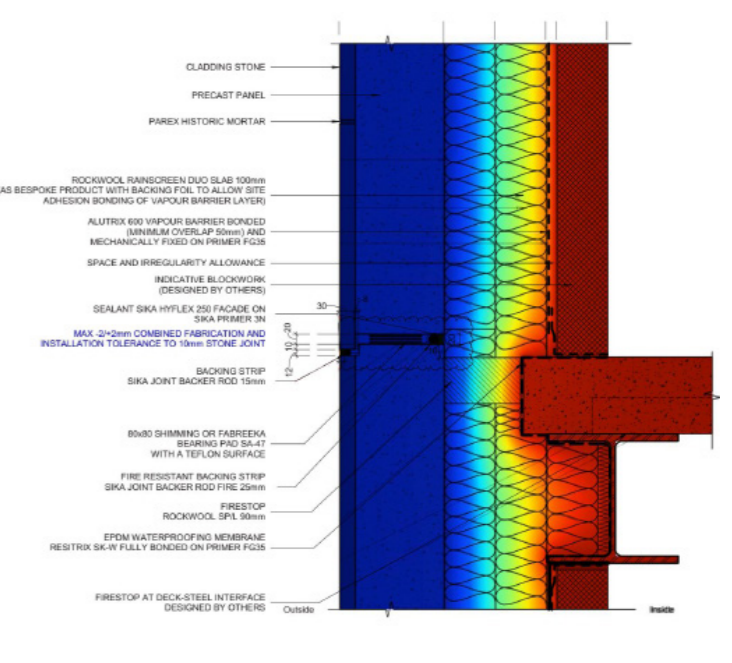 CLADDING STONE
PRECAST PANEL
PAREX HISTORIC MORTAR
ROCKWOOL RAINSCREEN DUO SLAB 100mm
(AS BESPOKE PRODUCT WITH BACKING FOIL TO ALLOW SITE
ADHESION BONDING OF VAPOUR BARRIER LAYER)
ALUTRIX 600 VAPOUR BARRIER BONDED
(MINIMUM OVERLAP 50mm) AND
MECHANICALLY FIXED ON PRIMER FG35
SPACE AND IRREGULARITY ALLOWANCE
INDICATIVE BLOCKWORK
(DESIGNED BY OTHERS)
30
SEALANT SIKA HYFLEX 250 FACADE ON
SIKA PRIMER 3N
20
MAX -2/+2mm COMBINED FABRICATION AND
INSTALLATION TOLERANCE TO 10mm STONE JOINT
10
12
BACKING STRIP
SIKA JOINT BACKER ROD 15mm
80x80 SHIMMING OR FABREEKA
BEARING PAD SA-47
WITH A TEFLON SURFACE
FIRE RESISTANT BACKING STRIP
SIKA JOINT BACKER ROD FIRE 25mm
FIRESTOP
ROCKWOOL SP/L 90mm
EPDM WATERPROOFING MEMBRANE
RESITRIX SK-W FULLY BONDED ON PRIMER FG35
FIRESTOP AT DECK-STEEL INTERFACE
DESIGNED BY OTHERS
Outside
Inside